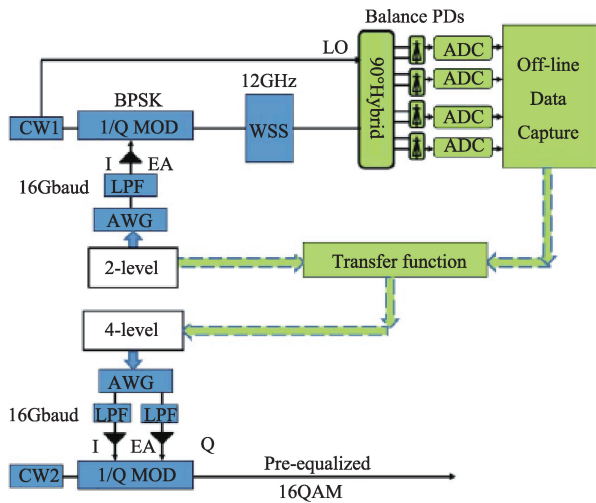 Balance PDs
LO
90°Hybrid
ADC
ADC
ADC
ADC
Off-line
Data
Capture
12GHz
WSS
BPSK
CW1
1/Q MOD
I
EA
16Gbaud
LPF
AWG
2-level
Transfer function
4-level
AWG
16Gbaud
LPF
LPF
I
EA
Q
CW2
1/Q MOD
Pre-equalized
16QAM